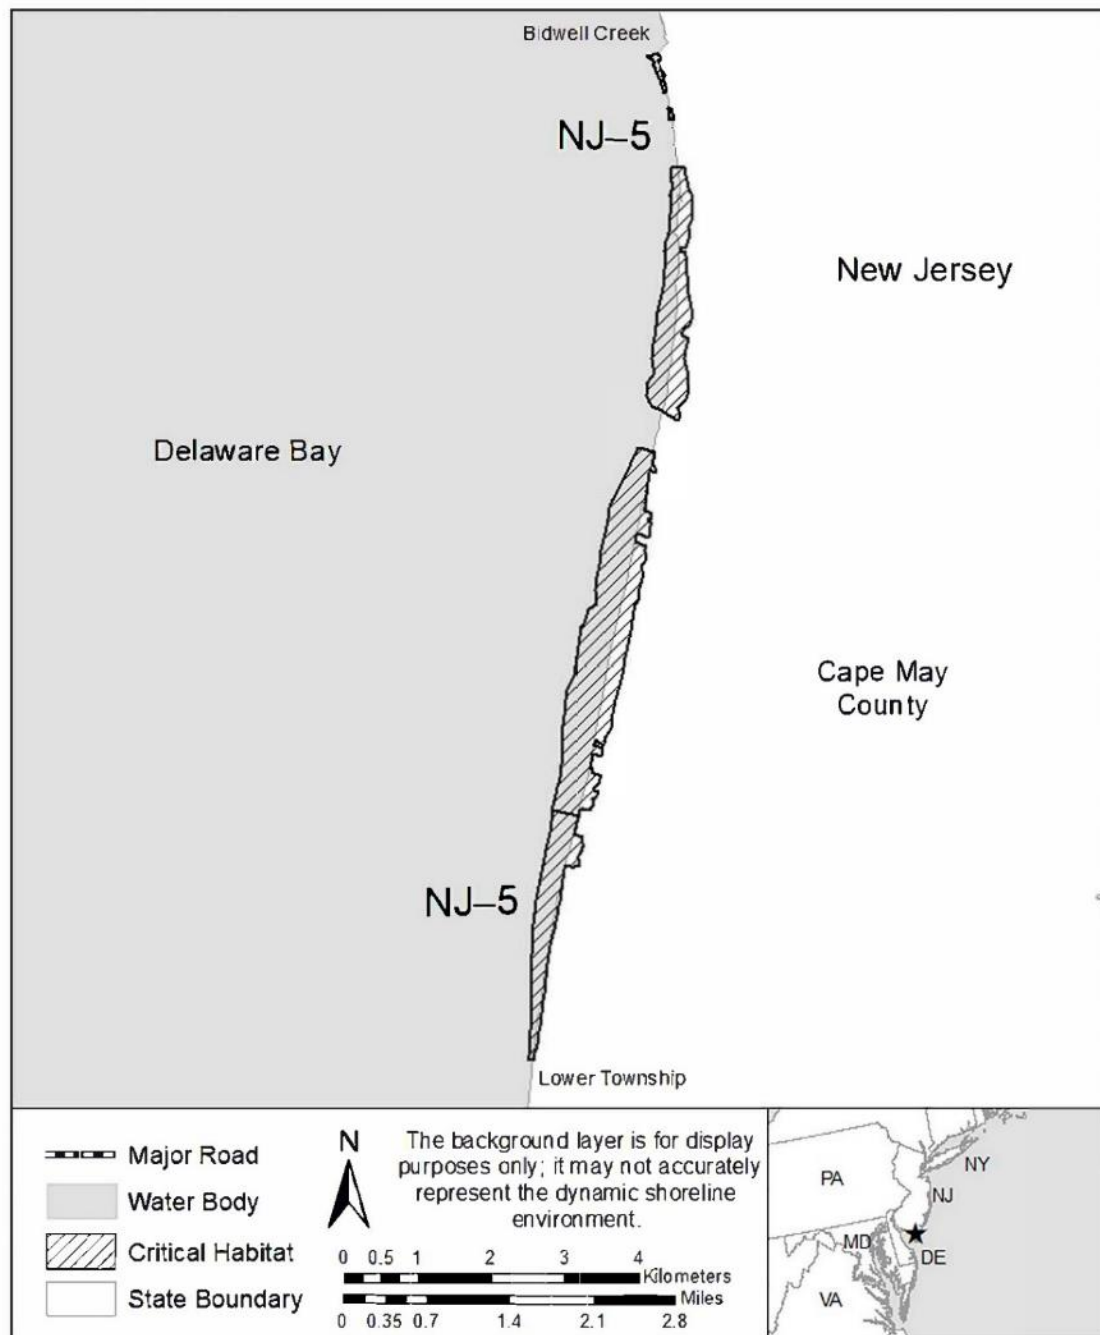 Bidwell Creek
NJ–5
New Jersey
Delaware Bay
Cape May
County
NJ–5
Lower Township
Major Road
Water Body
Critical Habitat
State Boundary
N
The background layer is for display
purposes only; it may not accurately
represent the dynamic shoreline
environment.
0 0.5 1 2 3 4
Kilometers
Miles
0 0.35 0.7 1.4 2.1 2.8
NY
PA
NJ
MD
DE
VA